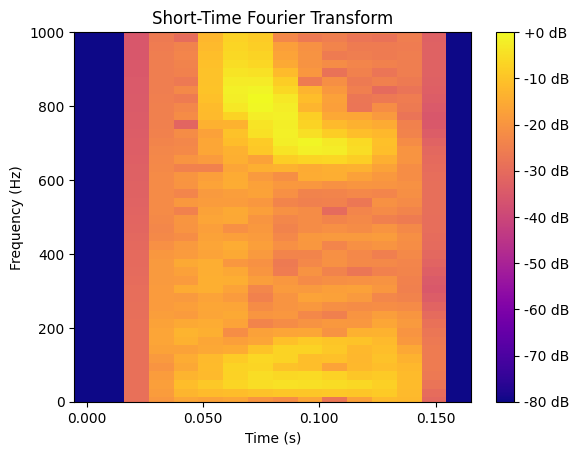 Short-Time Fourier Transform
Frequency (Hz)
1000
800
600
400
200
0
0.000
0.050
0.100
0.150
Time (s)
+0 dB
-10 dB
-20 dB
-30 dB
-40 dB
-50 dB
-60 dB
-70 dB
-80 dB